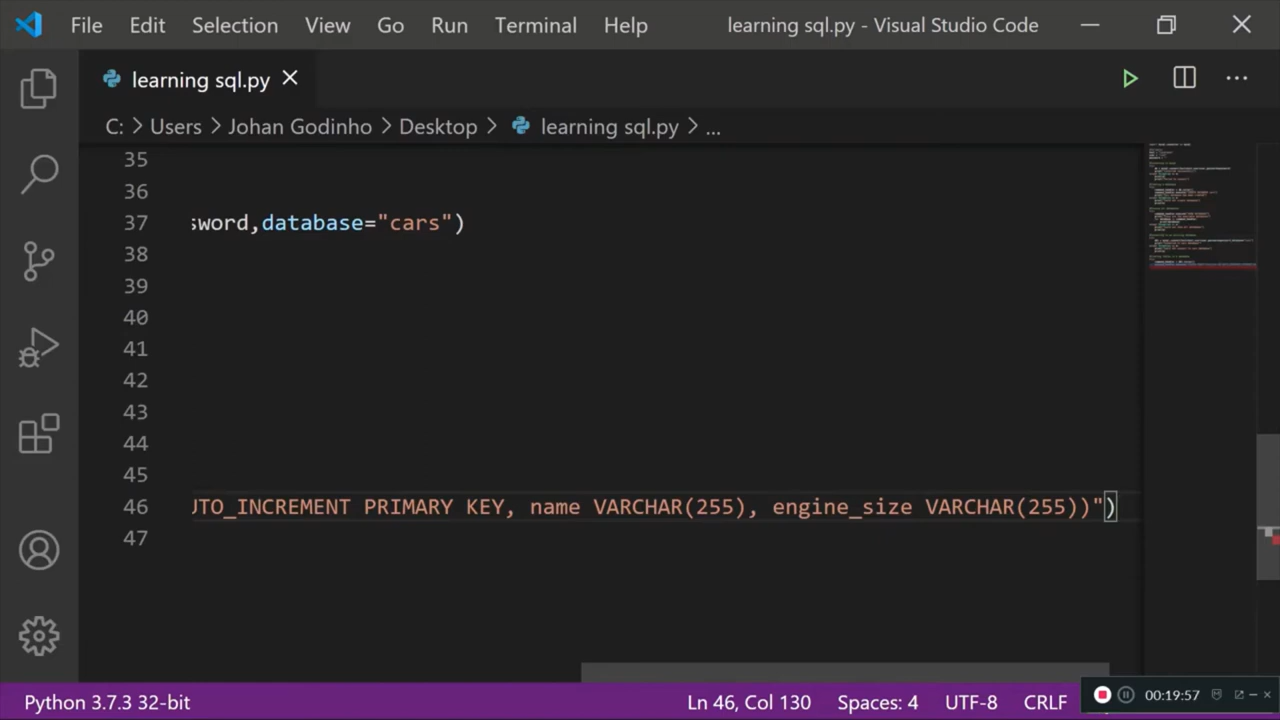 File Edit Selection View Go Run Terminal Help learning sql.py - Visual Studio Code
learning sql.py
C: > Users > Johan Godinho > Desktop > learning sql.py > ...
35
36
37 sword,database="cars")
38
39
40
41
42
43
44
45
46 UTO_INCREMENT PRIMARY KEY, name VARCHAR(255), engine_size VARCHAR(255))")
47
Python 3.7.3 32-bit Ln 46, Col 130 Spaces: 4 UTF-8 CRLF 00:19:57